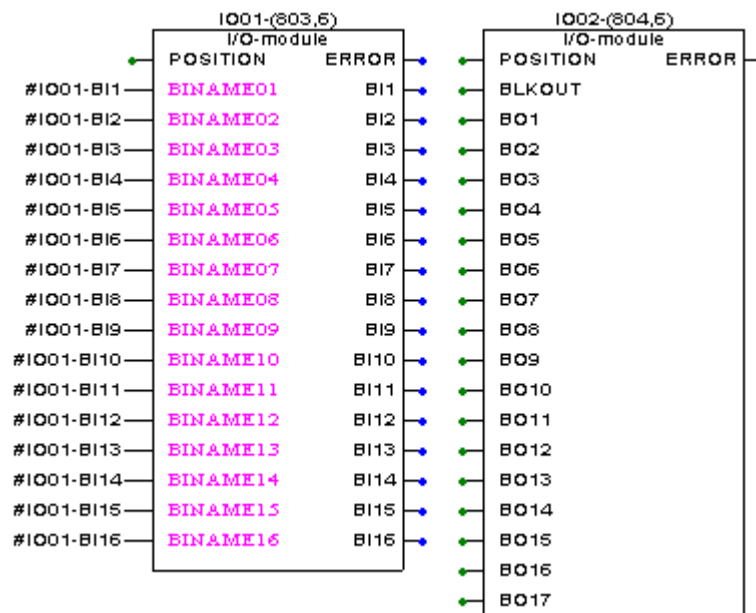 IO01-(803,6) IO02-(804,6)
I/O-module I/O-module
POSITION ERROR POSITION ERROR
#IO01-BI1 BINAME01 BI1 BLKOUT
#IO01-BI2 BINAME02 BI2 BO1
#IO01-BI3 BINAME03 BI3 BO2
#IO01-BI4 BINAME04 BI4 BO3
#IO01-BI5 BINAME05 BI5 BO4
#IO01-BI6 BINAME06 BI6 BO5
#IO01-BI7 BINAME07 BI7 BO6
#IO01-BI8 BINAME08 BI8 BO7
#IO01-BI9 BINAME09 BI9 BO8
#IO01-BI10 BINAME10 BI10 BO9
#IO01-BI11 BINAME11 BI11 BO10
#IO01-BI12 BINAME12 BI12 BO11
#IO01-BI13 BINAME13 BI13 BO12
#IO01-BI14 BINAME14 BI14 BO13
#IO01-BI15 BINAME15 BI15 BO14
#IO01-BI16 BINAME16 BI16 BO15
BO16
BO17